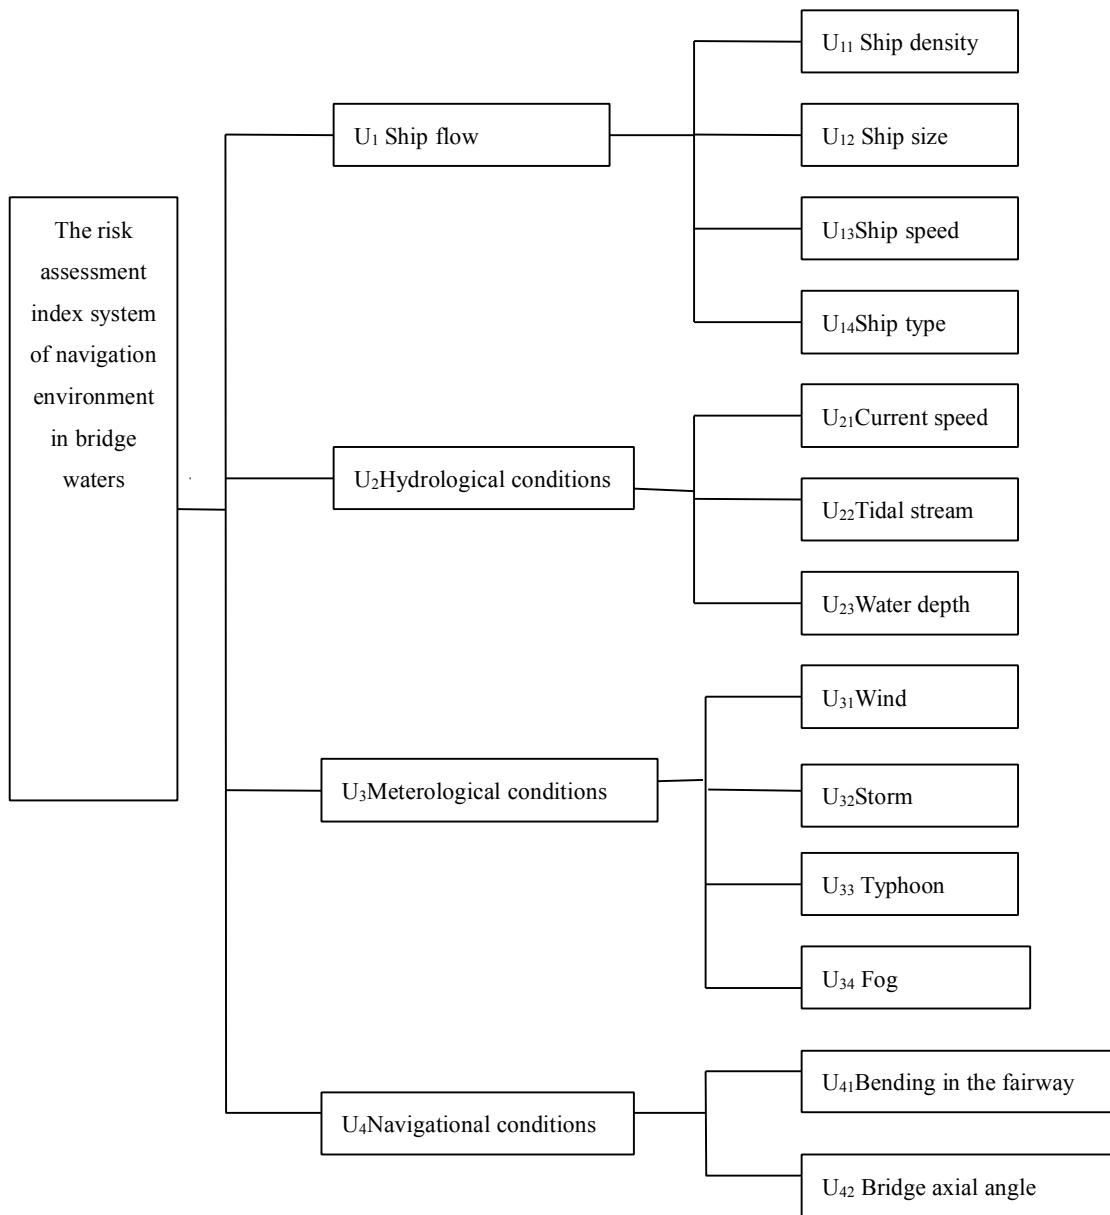 The risk
assessment
index system
of navigation
environment
in bridge
waters
U₁ Ship flow
U₁₁ Ship density
U₁₂ Ship size
U₁₃Ship speed
U₁₄Ship type
U₂Hydrological conditions
U₂₁Current speed
U₂₂Tidal stream
U₂₃Water depth
U₃Meterological conditions
U₃₁Wind
U₃₂Storm
U₃₃ Typhoon
U₃₄ Fog
U₄Navigational conditions
U₄₁Bending in the fairway
U₄₂ Bridge axial angle